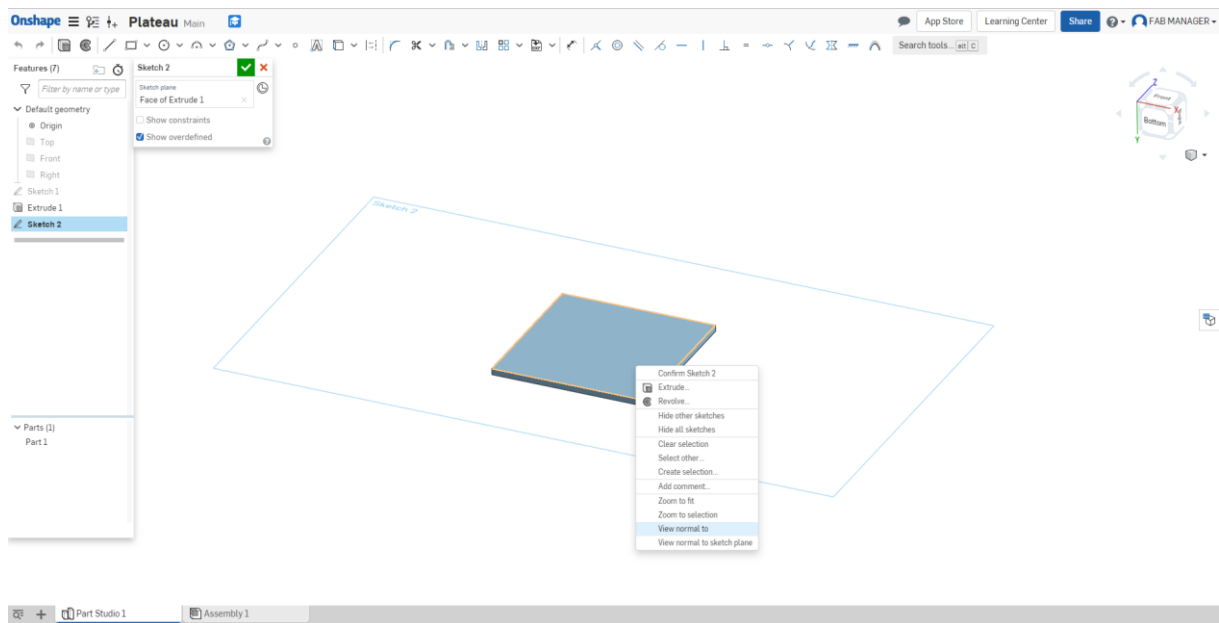 Onshape Plateau Main App Store Learning Center Share FAB MANAGER
Search tools... alt C
Features (7)
Filter by name or type
Default geometry
Origin
Top
Front
Right
Sketch 1
Extrude 1
Sketch 2
Sketch 2
Sketch plane
Face of Extrude 1
Show constraints
Show overdefined
Z
Front
X
Bottom
Y
Sketch 2
Confirm Sketch 2
Extrude...
Revolve...
Hide other sketches
Hide all sketches
Clear selection
Select other...
Create selection...
Add comment...
Zoom to fit
Zoom to selection
View normal to
View normal to sketch plane
Parts (1)
Part 1
Part Studio 1 Assembly 1